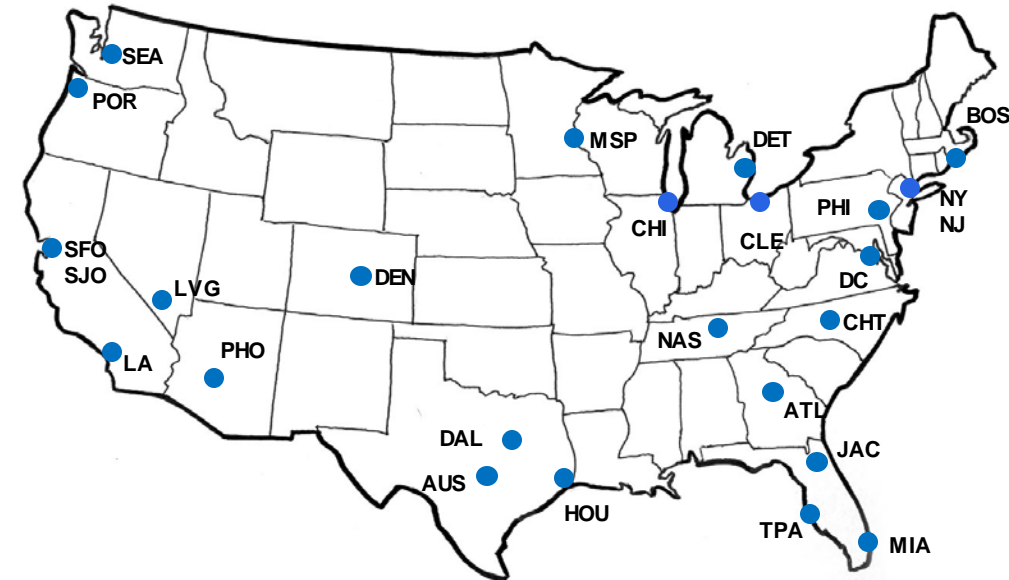 SEA
POR
BOS
MSP
DET
PHI
NY
NJ
CHI
CLE
SFO
SJO
DEN
DC
LVG
CHT
NAS
PHO
LA
ATL
DAL
JAC
AUS
HOU
TPA
MIA